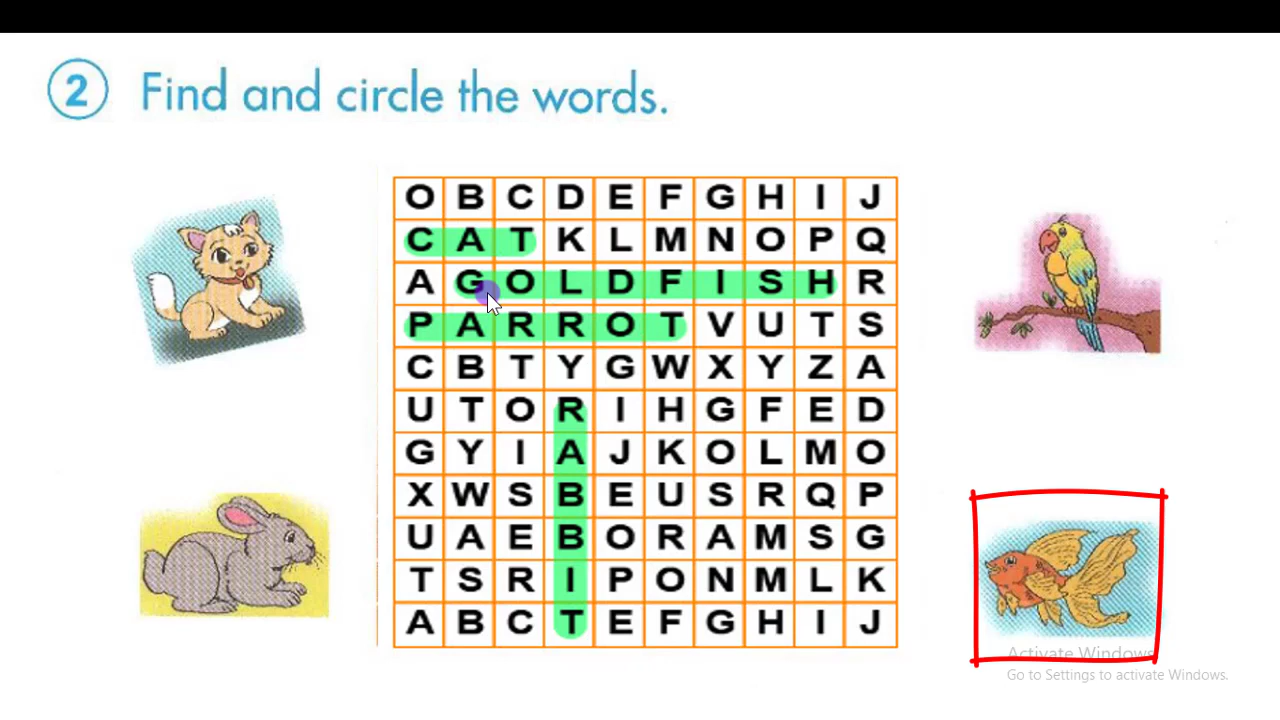 2 Find and circle the words.
O B C D E F G H I J
C A T K L M N O P Q
A G O L D F I S H R
P A R R O T V U T S
C B T Y G W X Y Z A
U T O R I H G F E D
G Y I A J K O L M O
X W S B E U S R Q P
U A E B O R A M S G
T S R I P O N M L K
A B C T E F G H I J
Activate Windows
Go to Settings to activate Windows.